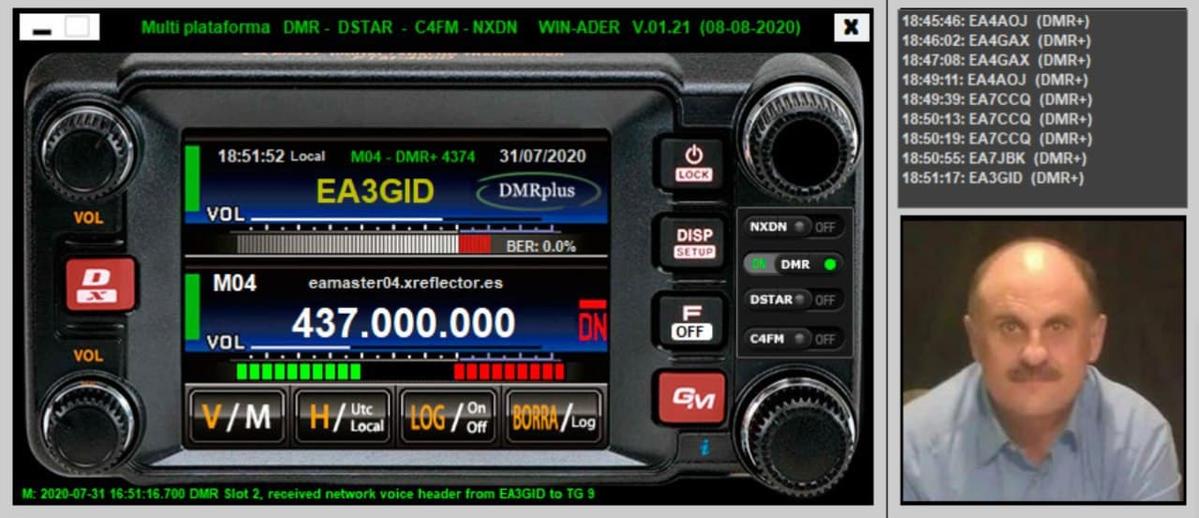 Multi plataforma DMR - DSTAR - C4FM - NXDN WIN-ADER V.01.21 (08-08-2020)
18:51:52 Local M04 - DMR+ 4374 31/07/2020
EA3GID DMRplus
VOL
BER: 0.0%
M04 eamaster04.xreflector.es
437.000.000 DN
VOL
V/M H/Utc Local LOG/On Off BORRA/Log
VOL
D
X
VOL
LOCK
DISP
SETUP
F
OFF
GM
i
NXDN OFF
ON DMR
DSTAR OFF
C4FM OFF
M: 2020-07-31 16:51:16.700 DMR Slot 2, received network voice header from EA3GID to TG 9
18:45:46: EA4AOJ (DMR+)
18:46:02: EA4GAX (DMR+)
18:47:08: EA4GAX (DMR+)
18:49:11: EA4AOJ (DMR+)
18:49:39: EA7CCQ (DMR+)
18:50:13: EA7CCQ (DMR+)
18:50:19: EA7CCQ (DMR+)
18:50:55: EA7JBK (DMR+)
18:51:17: EA3GID (DMR+)